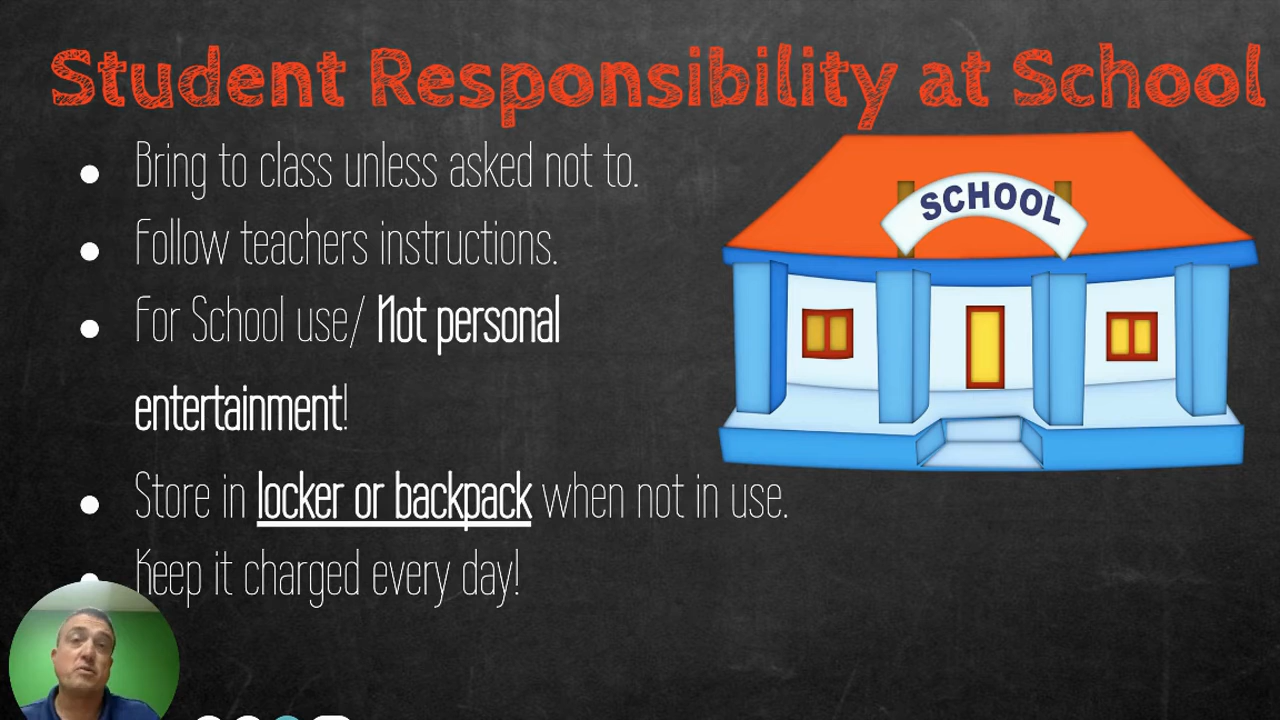 Student Responsibility at School
SCHOOL
Bring to class unless asked not to.
Follow teachers instructions.
For School use/ Not personal
entertainment!
Store in locker or backpack when not in use.
Keep it charged every day!